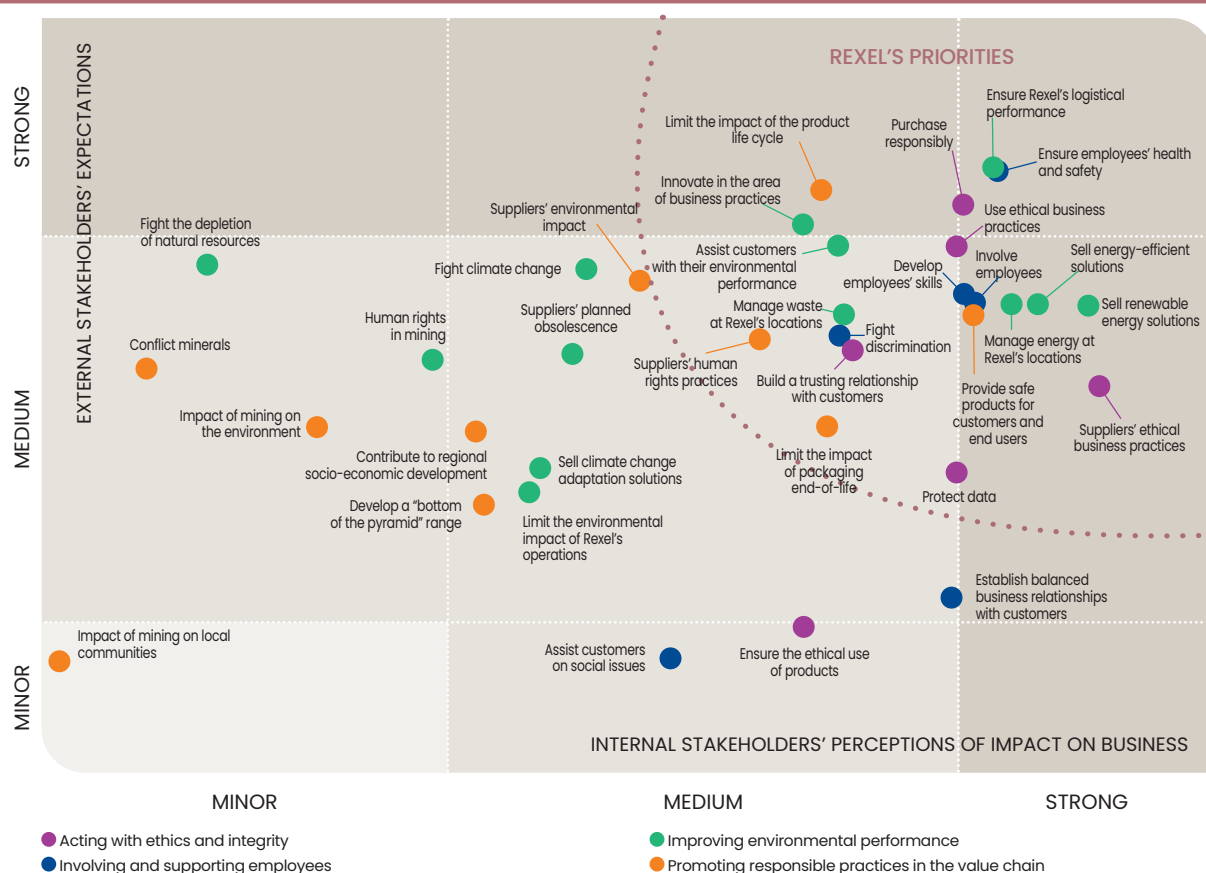 EXTERNAL STAKEHOLDERS' EXPECTATIONS
STRONG
MEDIUM
MINOR
REXEL'S PRIORITIES
Ensure Rexel's logistical
performance
Limit the impact of the product
life cycle
Purchase
responsibly
Ensure employees' health
and safety
Innovate in the area
of business practices
Suppliers' environmental
impact
Use ethical business
practices
Fight the depletion
of natural resources
Assist customers
with their environmental
performance
Sell energy-efficient
solutions
Involve
employees
Develop
employees' skills
Fight climate change
Manage waste
at Rexel's locations
Sell renewable
energy solutions
Suppliers' planned
obsolescence
Human rights
in mining
Fight
discrimination
Manage energy at
Rexel's locations
Conflict minerals
Suppliers' human
rights practices
Build a trusting relationship
with customers
Provide safe
products for
customers and
end users
Impact of mining on
the environment
Suppliers' ethical
business practices
Contribute to regional
socio-economic development
Sell climate change
adaptation solutions
Limit the impact
of packaging
end-of-life
Develop a “bottom
of the pyramid” range
Protect data
Limit the environmental
impact of Rexel's
operations
Establish balanced
business relationships
with customers
Impact of mining on local
communities
Assist customers
on social issues
Ensure the ethical use
of products
INTERNAL STAKEHOLDERS' PERCEPTIONS OF IMPACT ON BUSINESS
MINOR
MEDIUM
STRONG
Acting with ethics and integrity
Involving and supporting employees
Improving environmental performance
Promoting responsible practices in the value chain